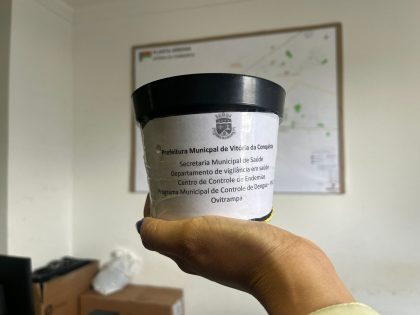 Prefeitura Municpal de Vitória da Conquista
Secretaria Municipal de Saúde
Departamento de vigilância em saúde
Centro de Controle de Endemias
Programa Municipal de Controle de Dengue
Ovitrampa